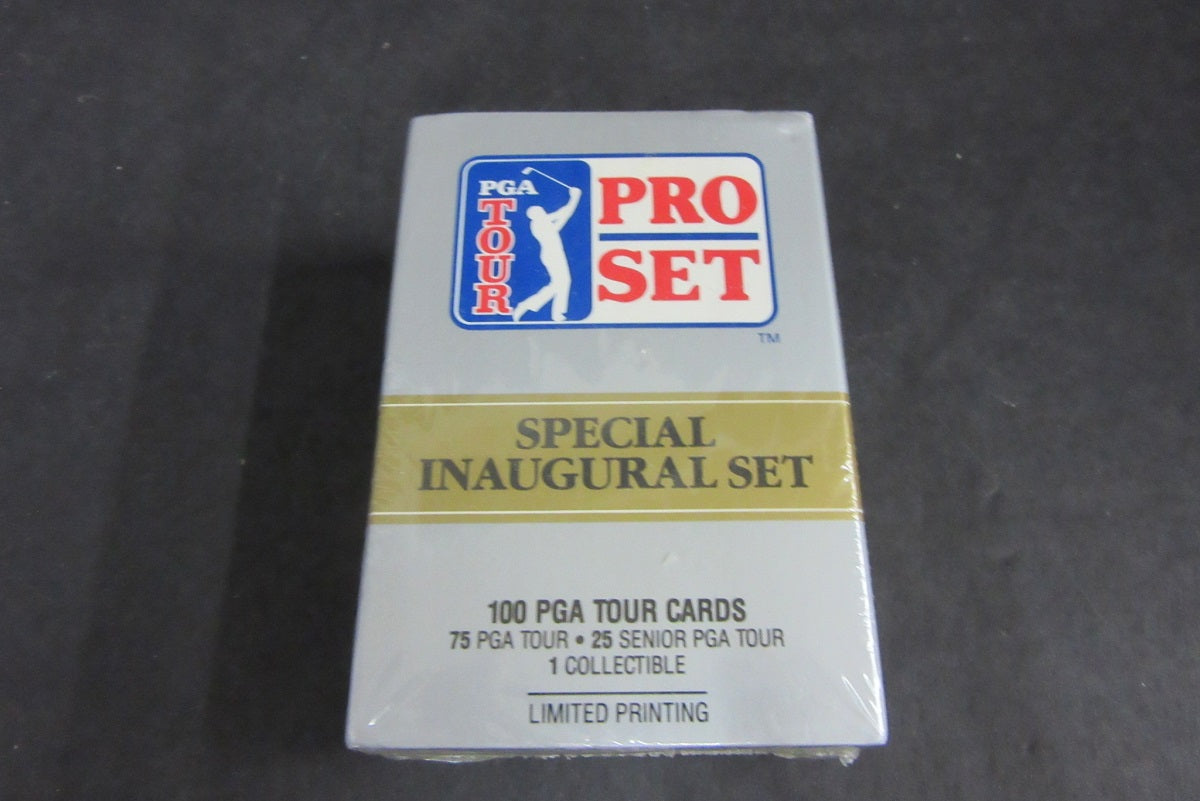 PGA
TOUR
PRO
SET
TM
SPECIAL
INAUGURAL SET
100 PGA TOUR CARDS
75 PGA TOUR • 25 SENIOR PGA TOUR
1 COLLECTIBLE
LIMITED PRINTING